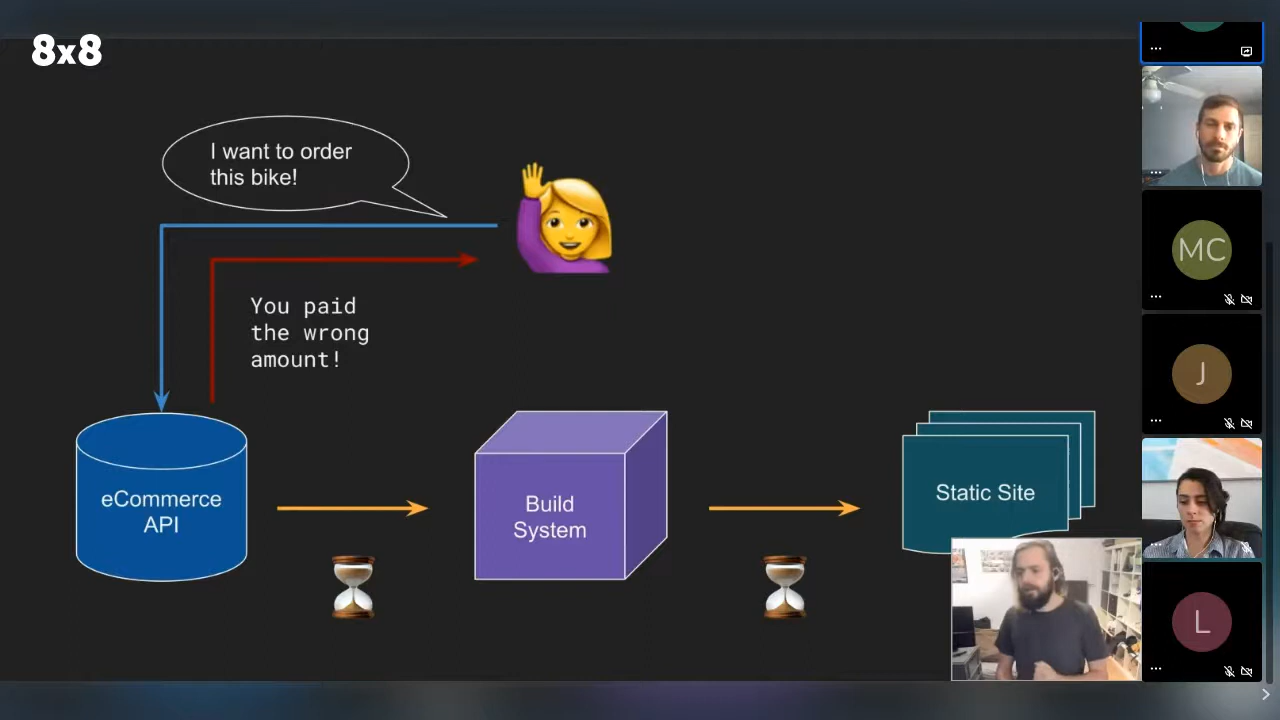 8x8
I want to order
this bike!
You paid
the wrong
amount!
eCommerce
API
Build
System
Static Site
MC
J
L